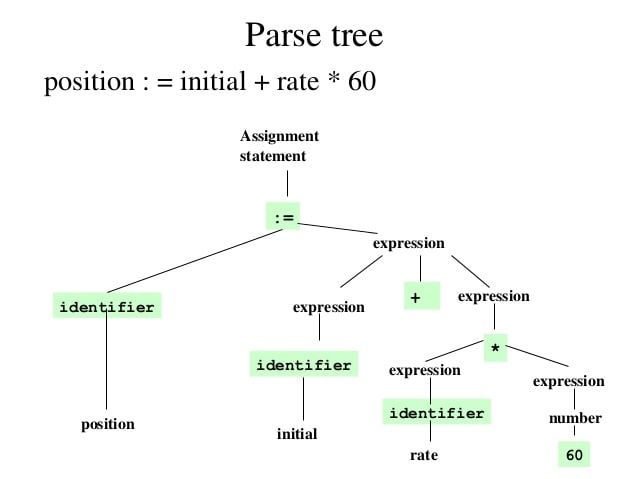 Parse tree
position : = initial + rate * 60
Assignment
statement
:=
expression
identifier
expression
+
expression
identifier
*
expression
expression
identifier
number
position
initial
rate
60